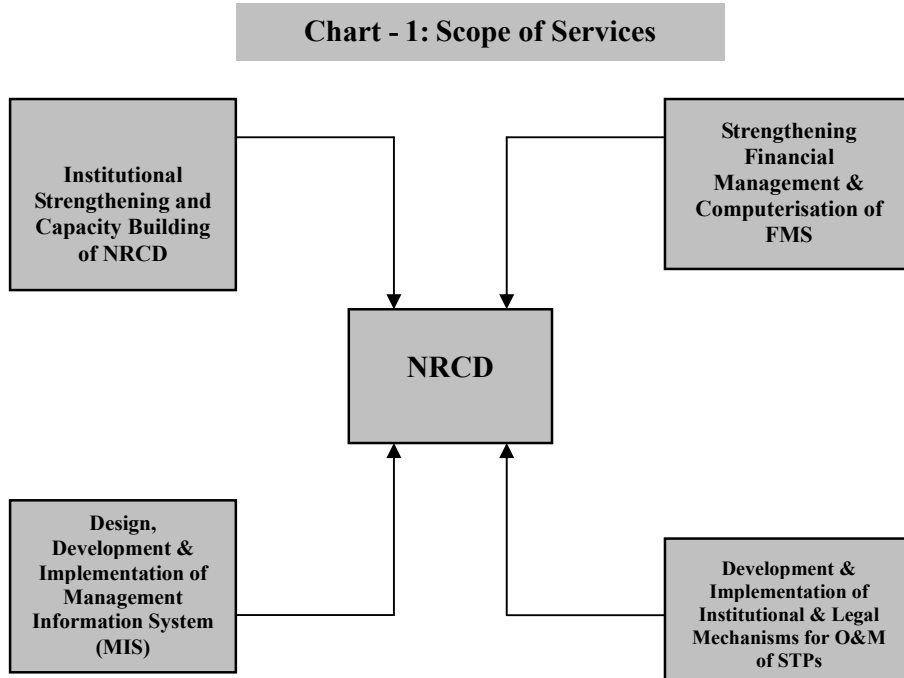 Chart - 1: Scope of Services
Institutional
Strengthening and
Capacity Building
of NRCD
Strengthening
Financial
Management &
Computerisation of
FMS
NRCD
Design,
Development &
Implementation of
Management
Information System
(MIS)
Development &
Implementation of
Institutional & Legal
Mechanisms for O&M
of STPs